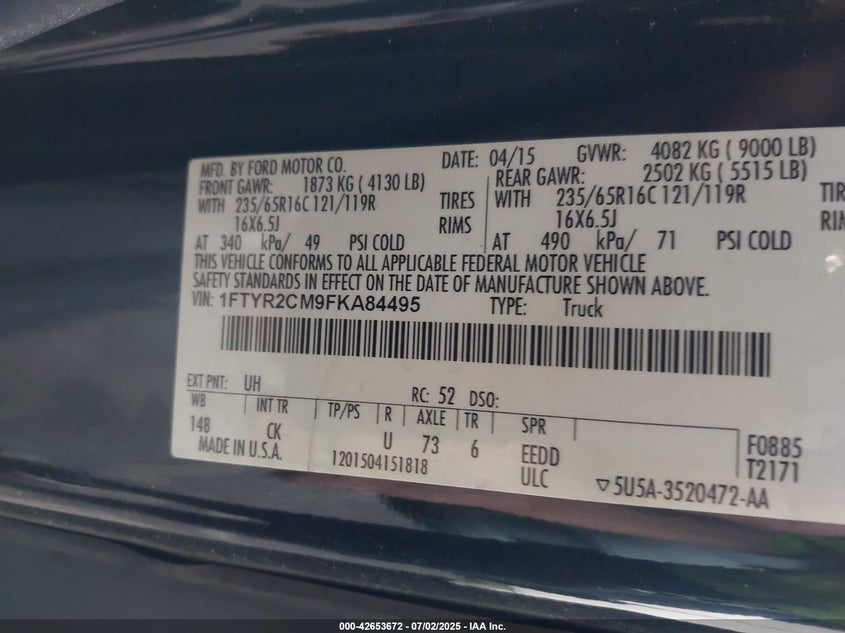 MFD. BY FORD MOTOR CO. DATE: 04/15 GVWR: 4082 KG ( 9000 LB)
FRONT GAWR: 1873 KG ( 4130 LB) REAR GAWR: 2502 KG ( 5515 LB)
WITH 235/65R16C 121/119R TIRES WITH 235/65R16C 121/119R TIRE
16X6.5J RIMS 16X6.5J RIM
AT 340 kPa/ 49 PSI COLD AT 490 kPa/ 71 PSI COLD
THIS VEHICLE CONFORMS TO ALL APPLICABLE FEDERAL MOTOR VEHICLE
SAFETY STANDARDS IN EFFECT ON THE DATE OF MANUFACTURE SHOWN ABOVE.
VIN: 1FTYR2CM9FKA84495 TYPE: Truck
EXT PNT: UH RC: 52 DSO:
WB INT TR TP/PS R AXLE TR SPR
148 CK U 73 6 EEDD F0885
MADE IN U.S.A. 1201504151818 ULC T2171
▽5U5A-3520472-AA
000-42653672 / 07/02/2025 - IAA Inc.